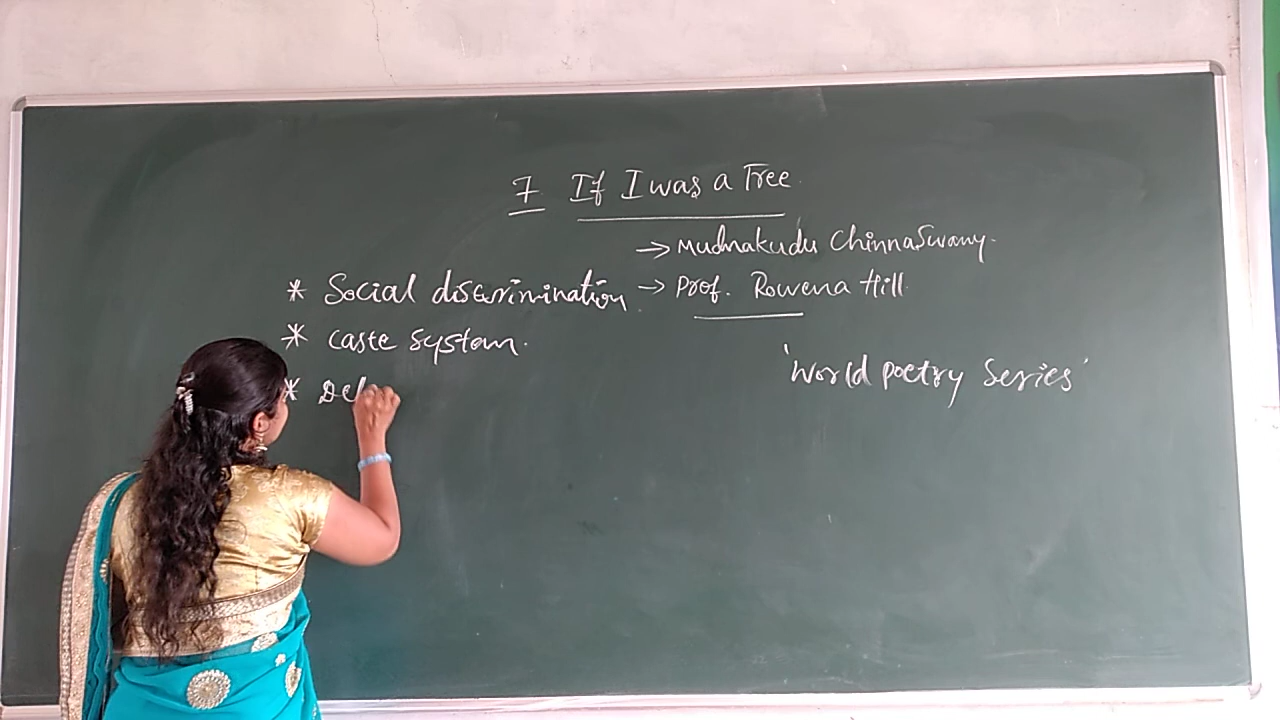 7 If I was a Tree
→ Mudnakudu ChinnaSwamy.
* Social discrimination.
→ Prof. Rowena Hill.
* Caste system.
'World Poetry Series'
*